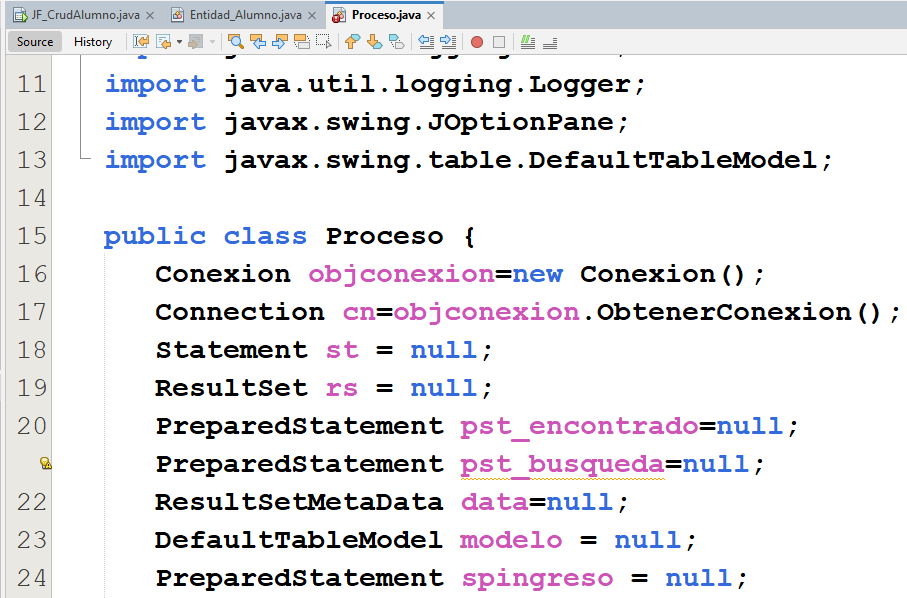 JF_CrudAlumno.java Entidad_Alumno.java Proceso.java
Source History
11 import java.util.logging.Logger;
12 import javax.swing.JOptionPane;
13 import javax.swing.table.DefaultTableModel;
14
15 public class Proceso {
16 Conexion objconexion=new Conexion();
17 Connection cn=objconexion.ObtenerConexion();
18 Statement st = null;
19 ResultSet rs = null;
20 PreparedStatement pst_encontrado=null;
PreparedStatement pst_busqueda=null;
22 ResultSetMetaData data=null;
23 DefaultTableModel modelo = null;
24 PreparedStatement spingreso = null;